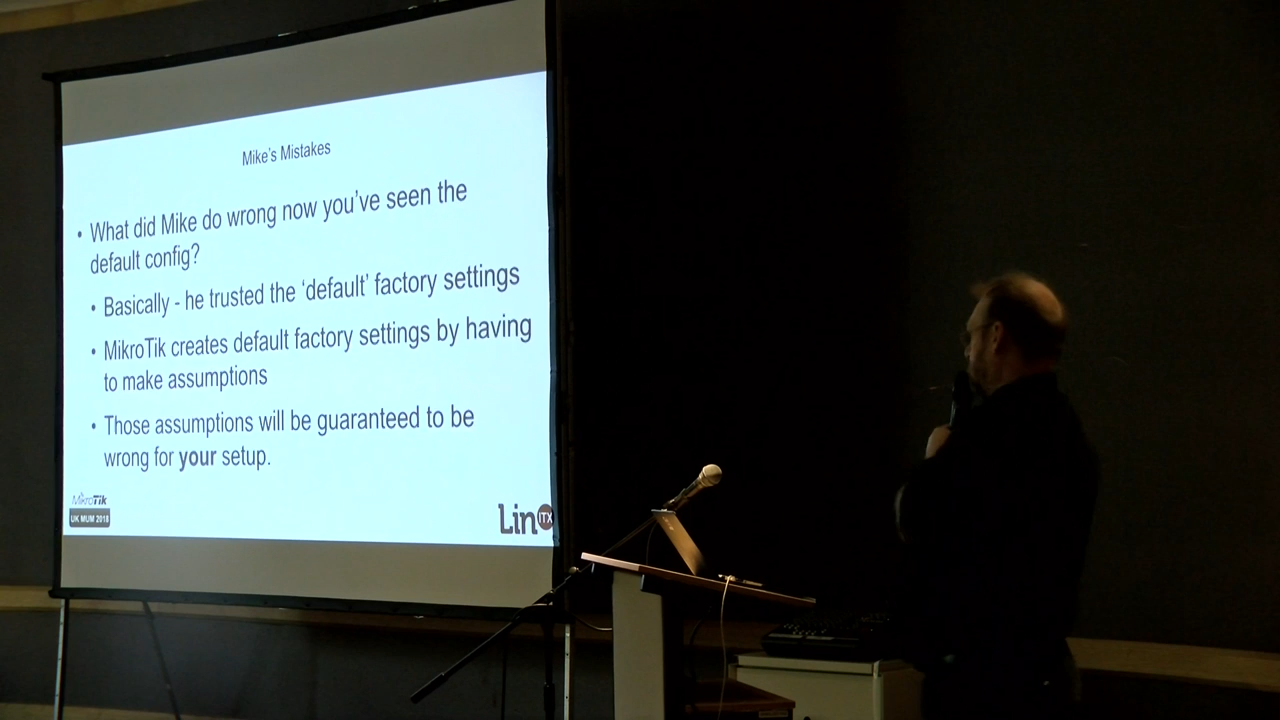 Mike's Mistakes
• What did Mike do wrong now you've seen the
default config?
• Basically - he trusted the 'default' factory settings
• MikroTik creates default factory settings by having
to make assumptions
• Those assumptions will be guaranteed to be
wrong for your setup.
MikroTik
UK MUM 2018
Lin ITX